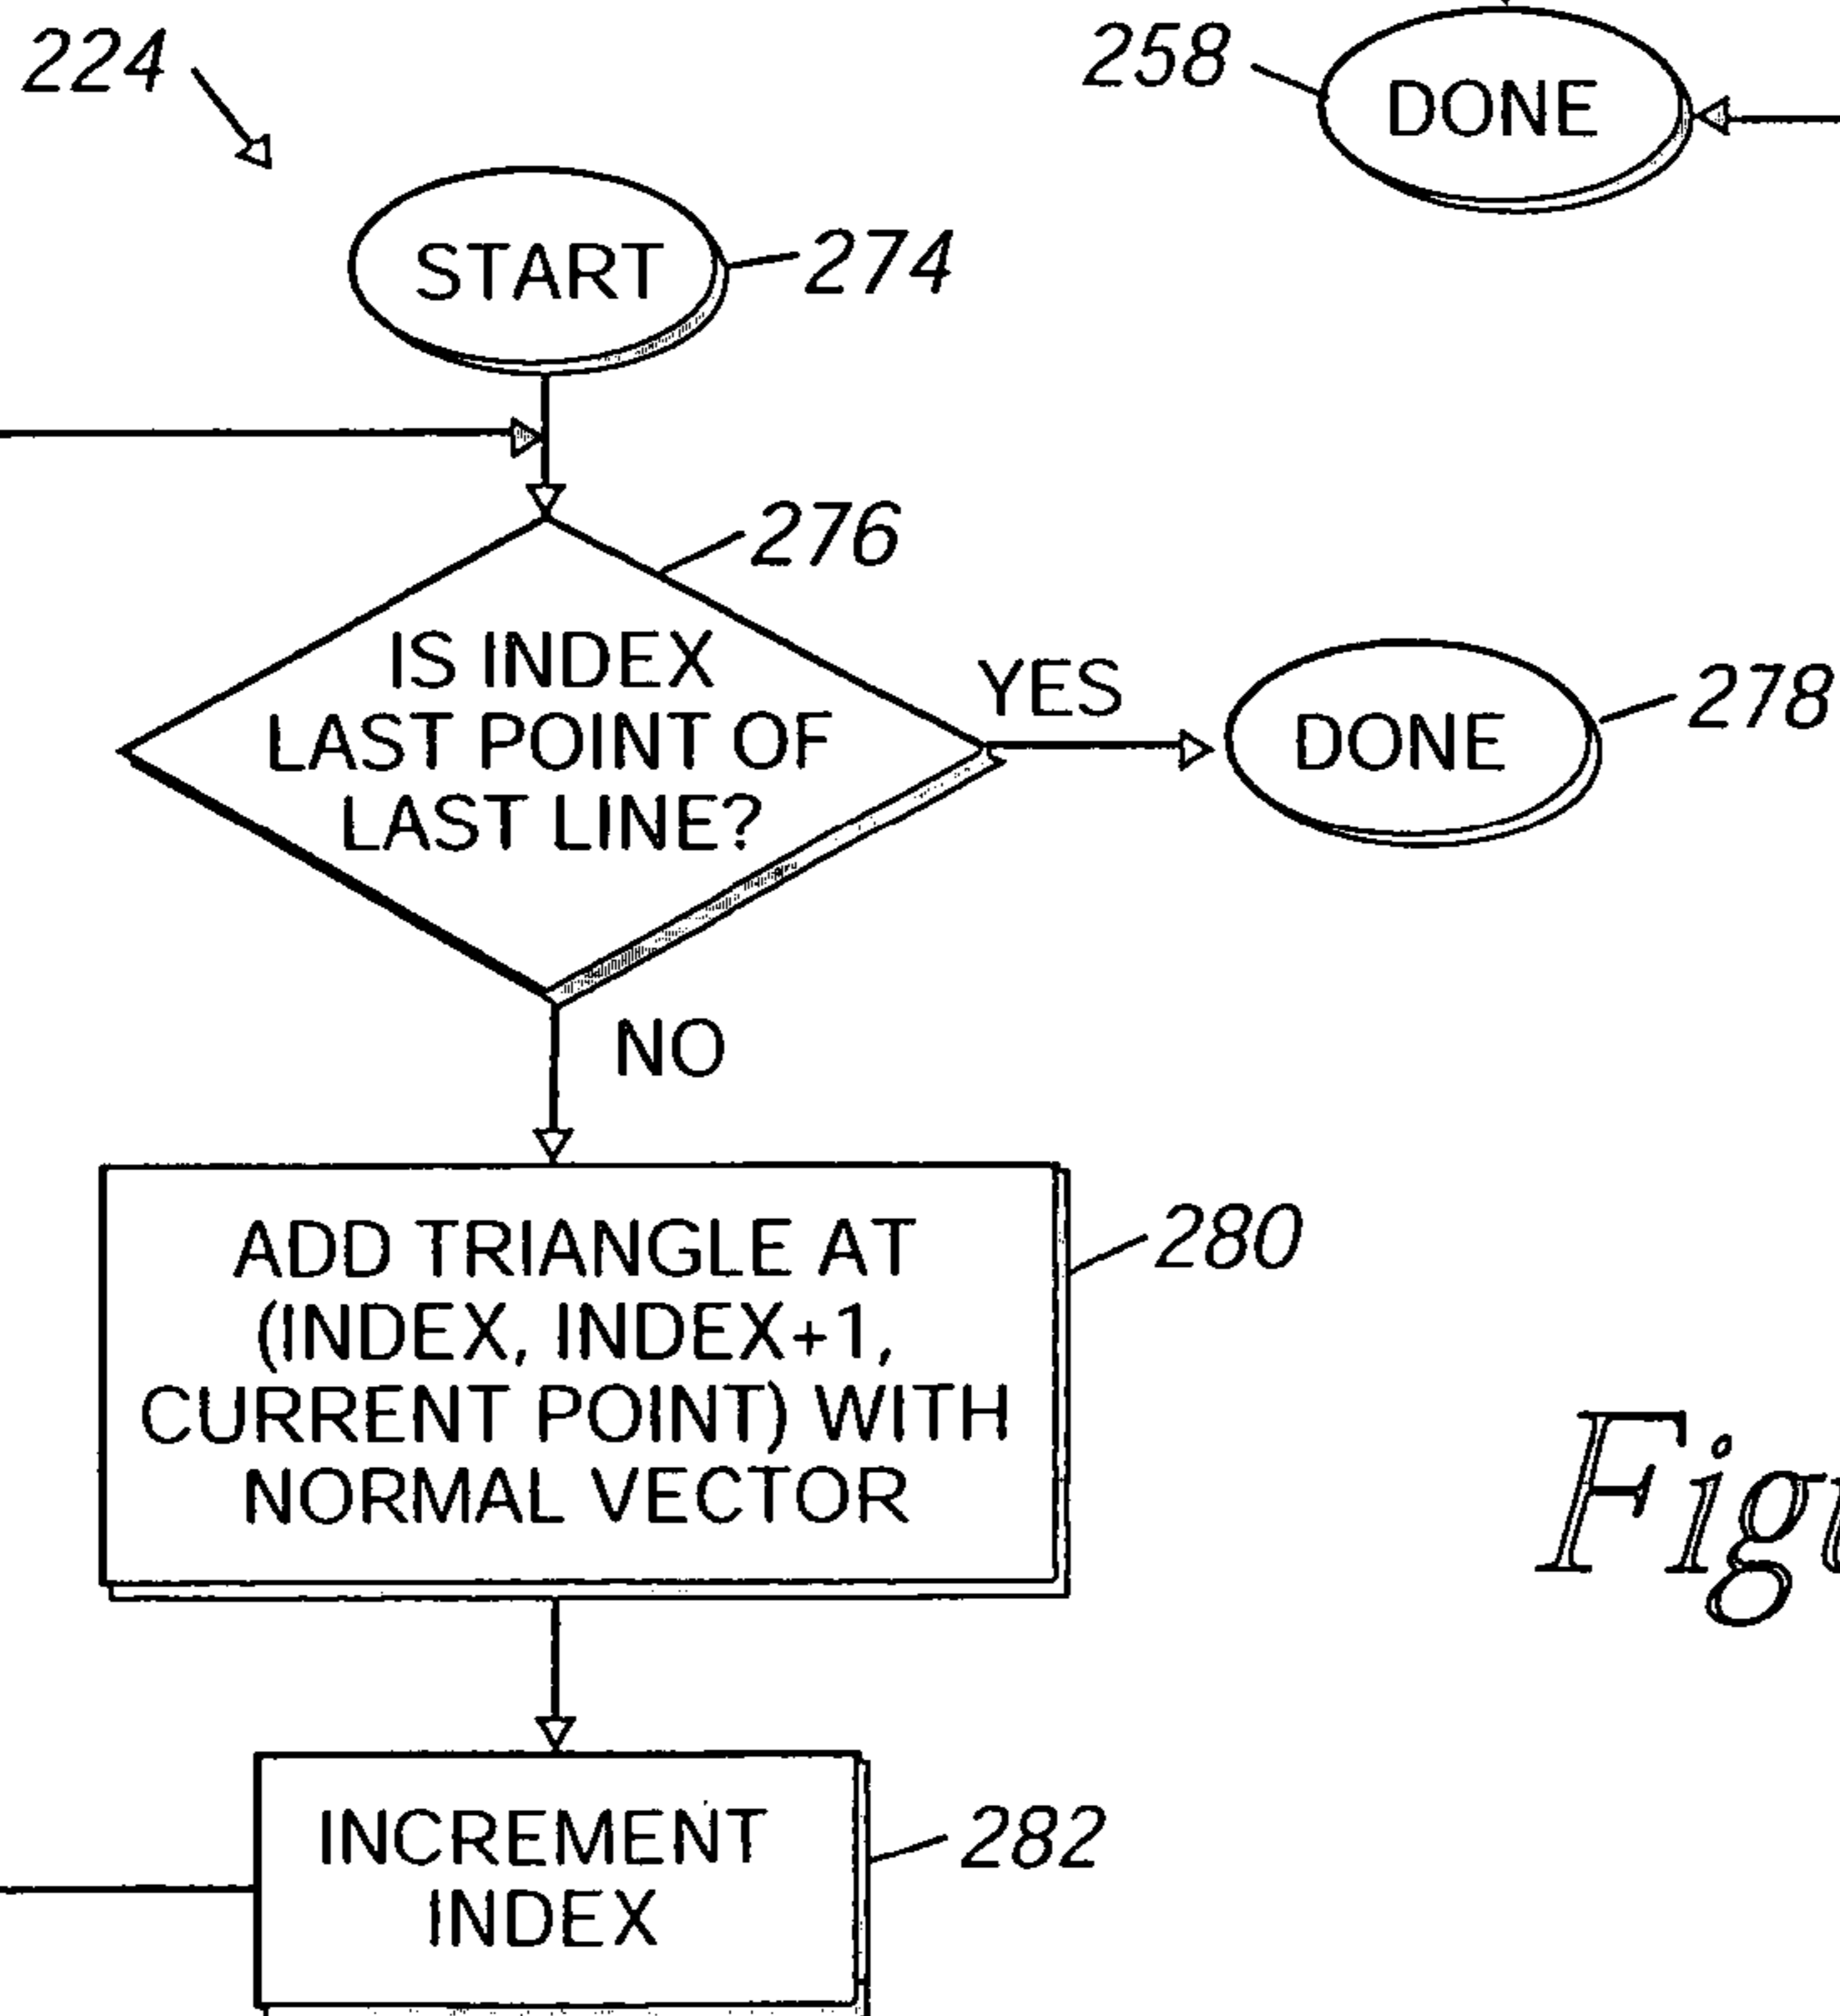 224
258
DONE
START
274
276
IS INDEX
LAST POINT OF
LAST LINE?
YES
DONE
278
NO
ADD TRIANGLE AT
(INDEX, INDEX+1,
CURRENT POINT) WITH
NORMAL VECTOR
280
INCREMENT
INDEX
282